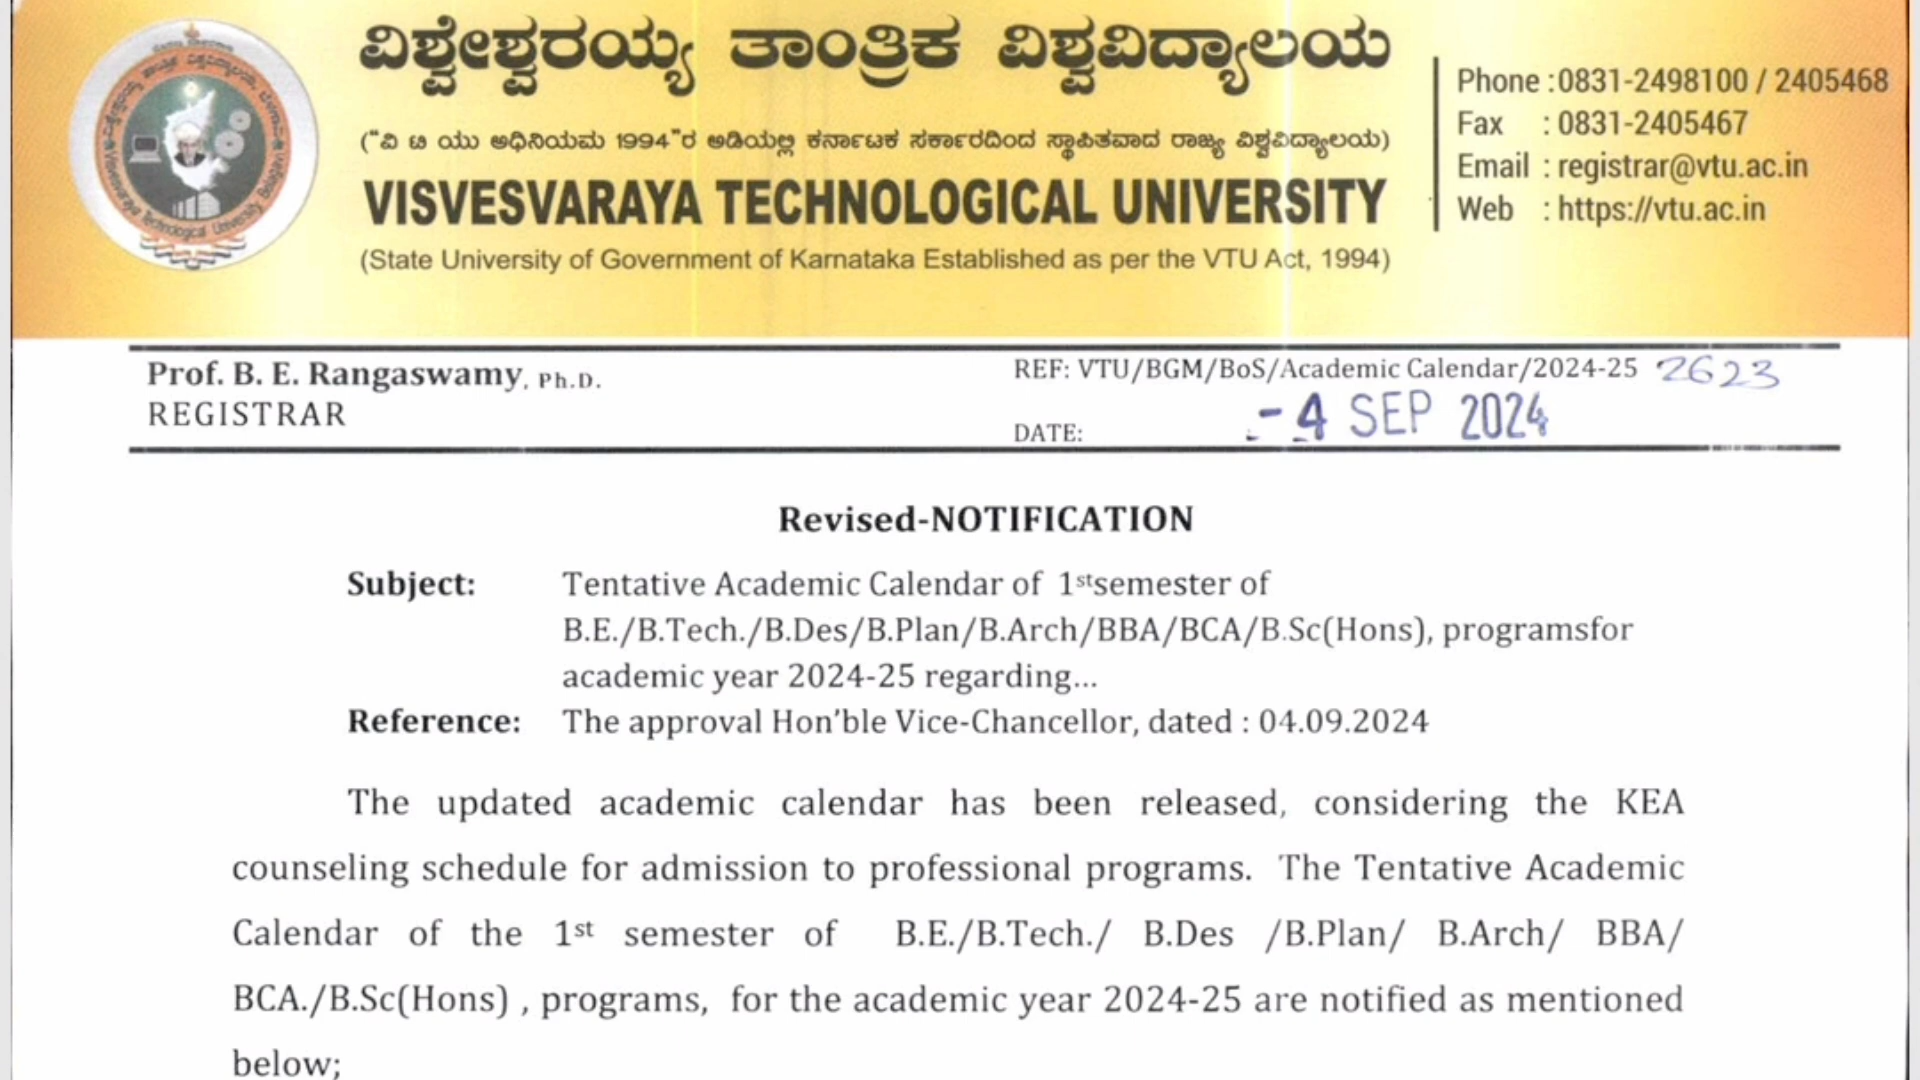 ವಿಶ್ವೇಶ್ವರಯ್ಯ ತಾಂತ್ರಿಕ ವಿಶ್ವವಿದ್ಯಾಲಯ
("ವಿ ಟಿ ಯು ಅಧಿನಿಯಮ 1994"ರ ಅಡಿಯಲ್ಲಿ ಕರ್ನಾಟಕ ಸರ್ಕಾರದಿಂದ ಸ್ಥಾಪಿತವಾದ ರಾಜ್ಯ ವಿಶ್ವವಿದ್ಯಾಲಯ)
VISVESVARAYA TECHNOLOGICAL UNIVERSITY
(State University of Government of Karnataka Established as per the VTU Act, 1994)
Phone :0831-2498100 / 2405468
Fax : 0831-2405467
Email : registrar@vtu.ac.in
Web : https://vtu.ac.in
Visvesvaraya Technological University
Prof. B. E. Rangaswamy, Ph.D.
REGISTRAR
REF: VTU/BGM/BoS/Academic Calendar/2024-25 2623
DATE: - 4 SEP 2024
Revised-NOTIFICATION
Subject: Tentative Academic Calendar of 1stsemester of
B.E./B.Tech./B.Des/B.Plan/B.Arch/BBA/BCA/B.Sc(Hons), programsfor
academic year 2024-25 regarding...
Reference: The approval Hon'ble Vice-Chancellor, dated : 04.09.2024
The updated academic calendar has been released, considering the KEA
counseling schedule for admission to professional programs. The Tentative Academic
Calendar of the 1st semester of B.E./B.Tech./ B.Des /B.Plan/ B.Arch/ BBA/
BCA./B.Sc(Hons) , programs, for the academic year 2024-25 are notified as mentioned
below;